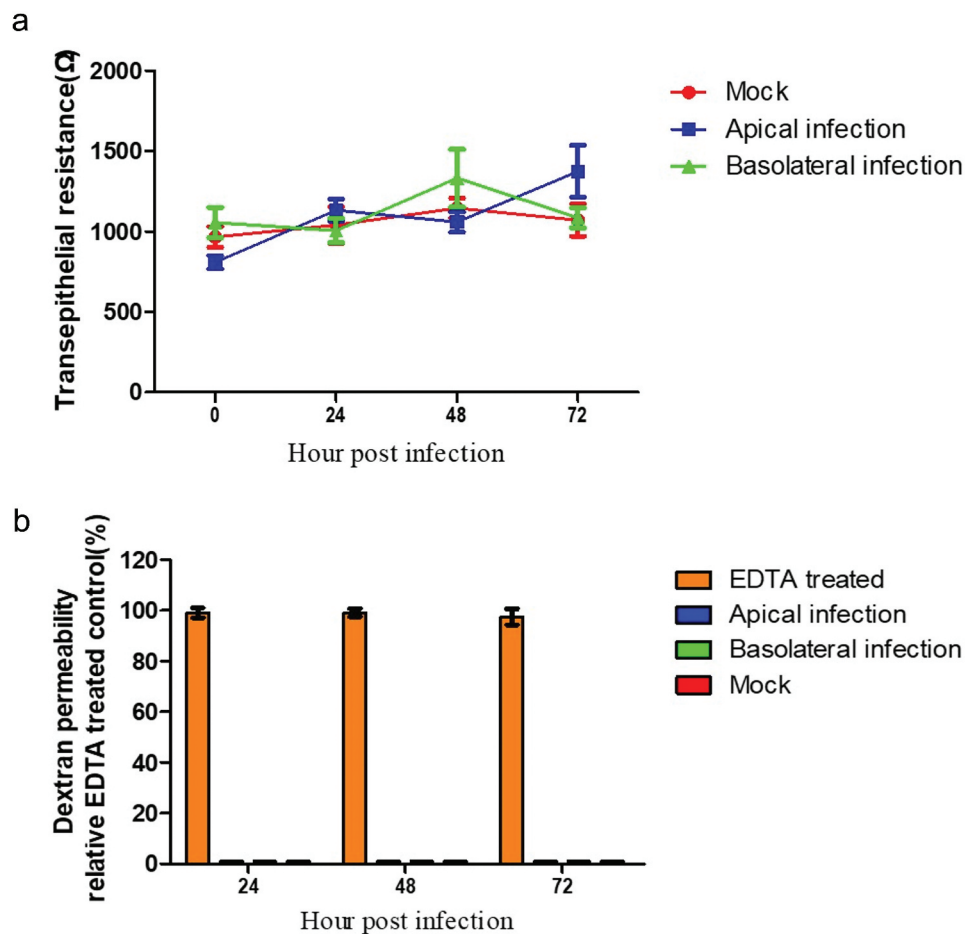 a
Transepithelial resistance(Ω)
2000
1500
1000
500
0
0
24
48
72
Hour post infection
Mock
Apical infection
Basolateral infection
b
Dextran permeability
relative EDTA treated control(%)
120
100
80
60
40
20
0
24
48
72
Hour post infection
EDTA treated
Apical infection
Basolateral infection
Mock